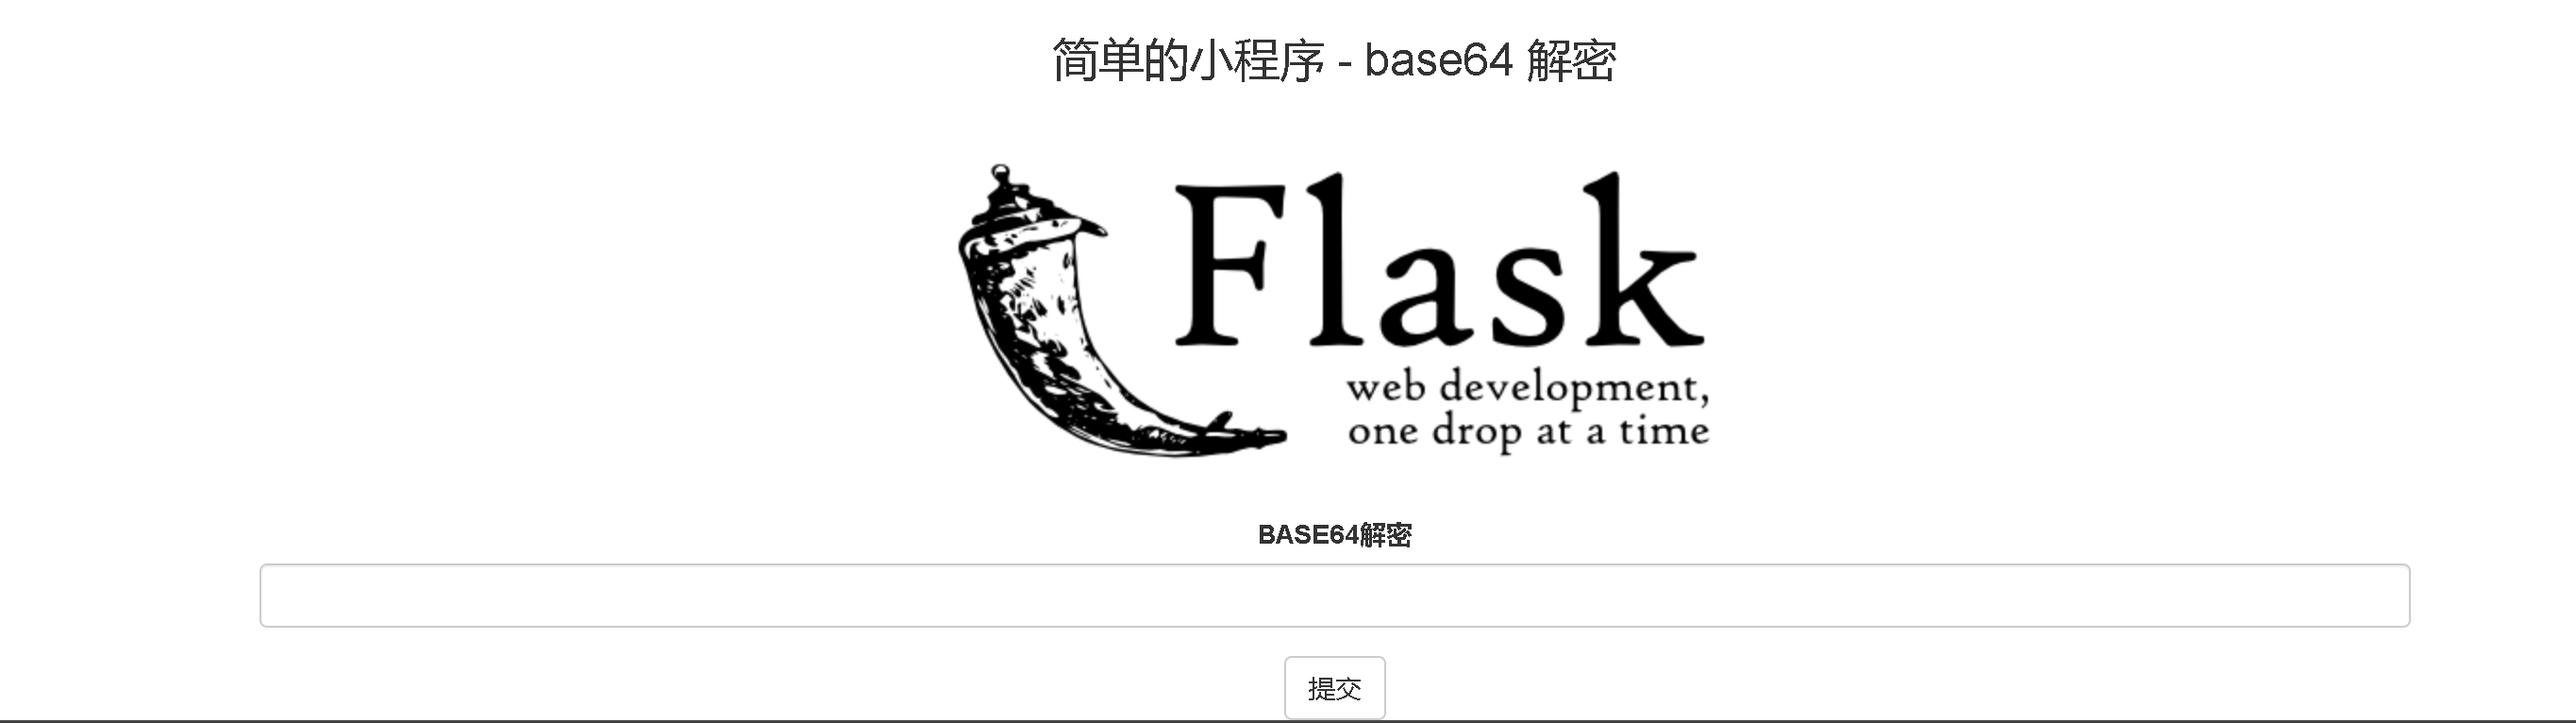 简单的小程序 - base64 解密
Flask
web development,
one drop at a time
BASE64解密
提交